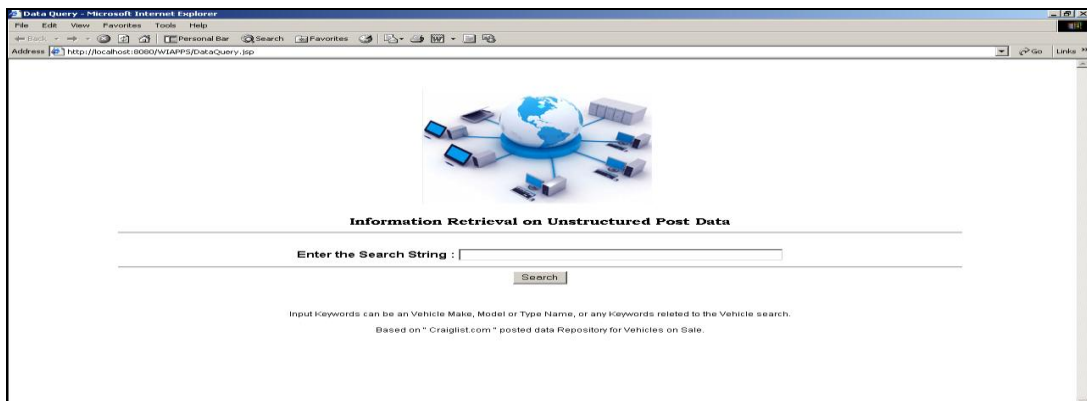 Data Query - Microsoft Internet Explorer
File Edit View Favorites Tools Help
Back Personal Bar Search Favorites
Address http://localhost:8080/WIAPPS/DataQuery.jsp Go Links »
Information Retrieval on Unstructured Post Data
Enter the Search String :
Search
Input Keywords can be an Vehicle Make, Model or Type Name, or any Keywords releted to the Vehicle search.
Based on " Craiglist.com " posted data Repository for Vehicles on Sale.